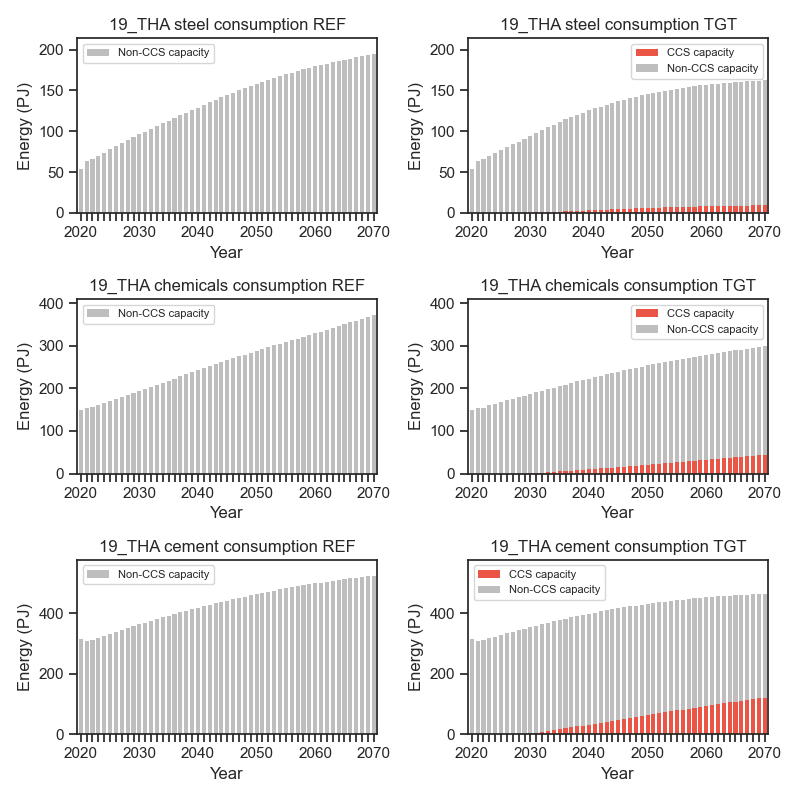 19_THA steel consumption REF
Non-CCS capacity
Energy (PJ)
200
150
100
50
0
2020 2030 2040 2050 2060 2070
Year
19_THA steel consumption TGT
CCS capacity
Non-CCS capacity
Energy (PJ)
200
150
100
50
0
2020 2030 2040 2050 2060 2070
Year
19_THA chemicals consumption REF
Non-CCS capacity
Energy (PJ)
400
300
200
100
0
2020 2030 2040 2050 2060 2070
Year
19_THA chemicals consumption TGT
CCS capacity
Non-CCS capacity
Energy (PJ)
400
300
200
100
0
2020 2030 2040 2050 2060 2070
Year
19_THA cement consumption REF
Non-CCS capacity
Energy (PJ)
400
200
0
2020 2030 2040 2050 2060 2070
Year
19_THA cement consumption TGT
CCS capacity
Non-CCS capacity
Energy (PJ)
400
200
0
2020 2030 2040 2050 2060 2070
Year